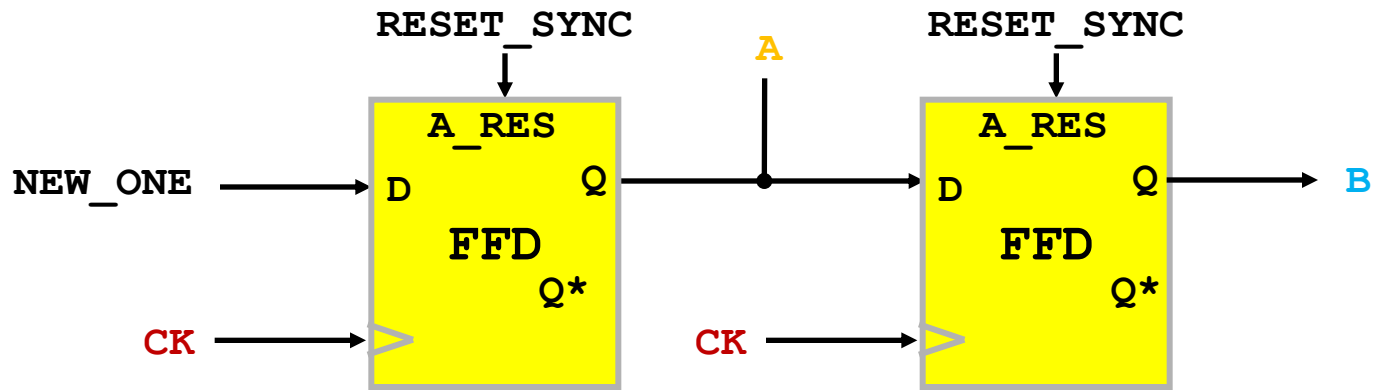 RESET_SYNC
RESET_SYNC
A
A_RES
A_RES
NEW_ONE
D
Q
D
Q
B
FFD
FFD
Q*
Q*
CK
CK